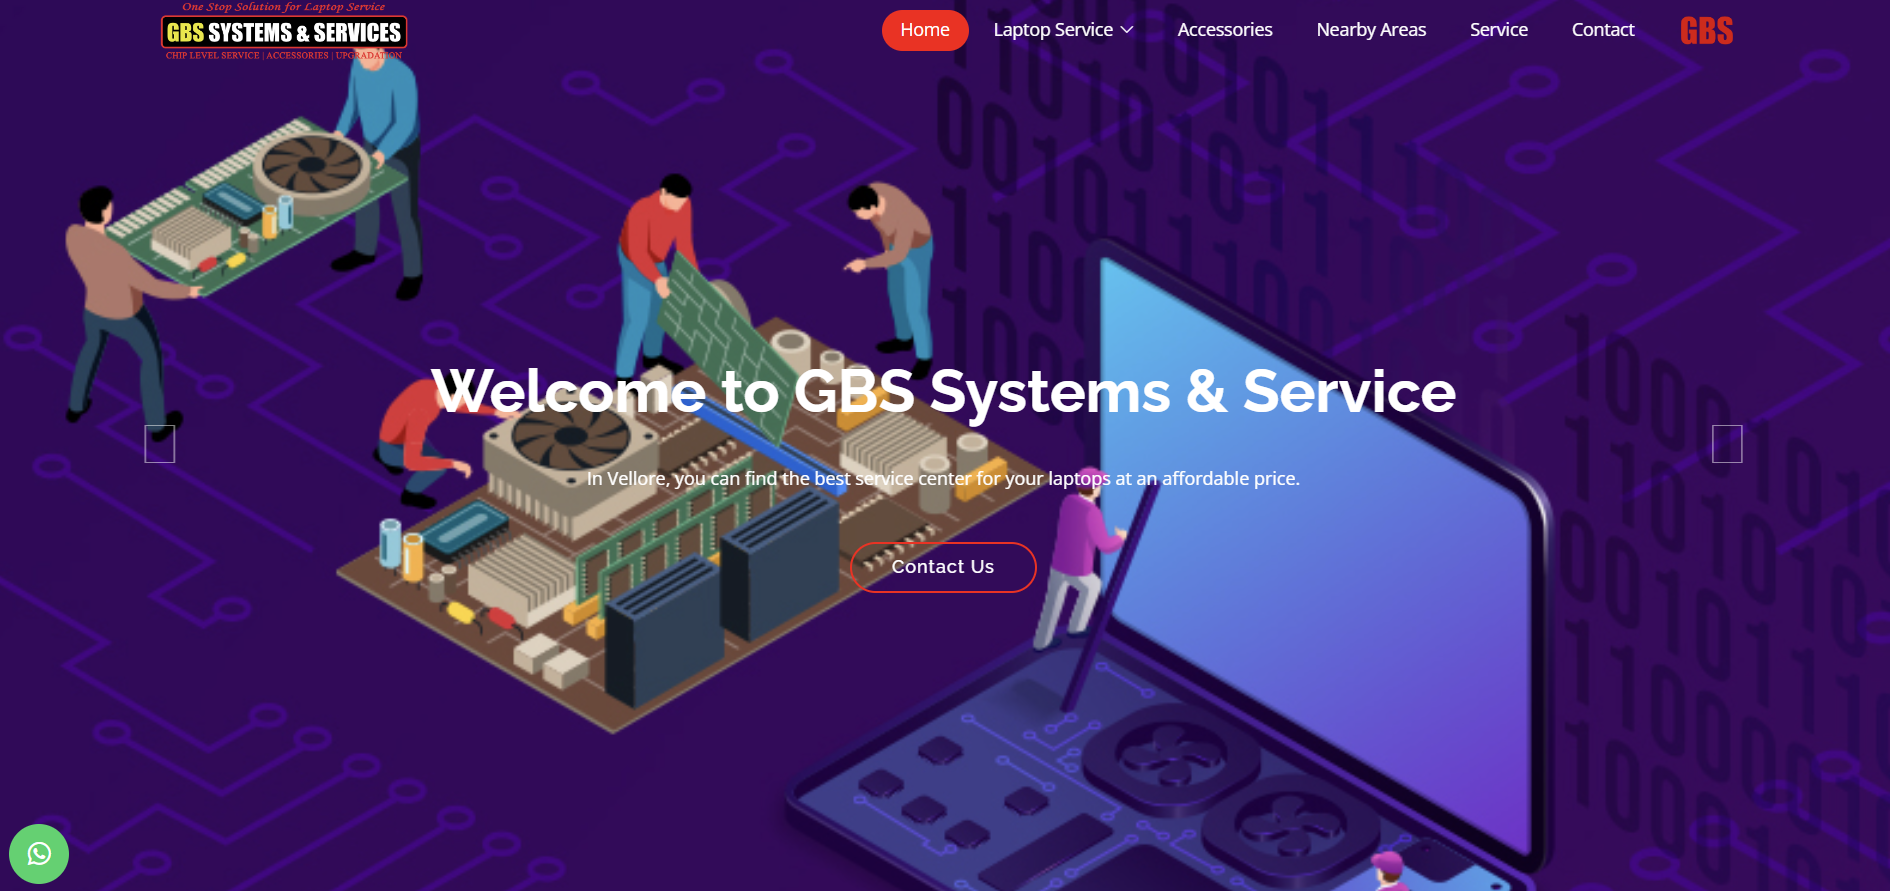 One Stop Solution for Laptop Service
GBS SYSTEMS & SERVICES
CHIP LEVEL SERVICE | ACCESSORIES | UPGRADATION
Home
Laptop Service
Accessories
Nearby Areas
Service
Contact
GBS
Welcome to GBS Systems & Service
In Vellore, you can find the best service center for your laptops at an affordable price.
Contact Us